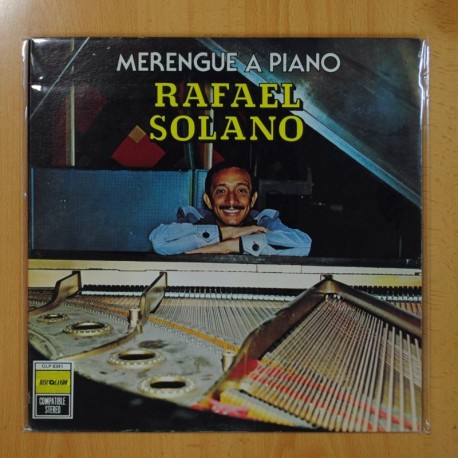 MERENGUE A PIANO
RAFAEL
SOLANO
COMPATIBLE
STEREO